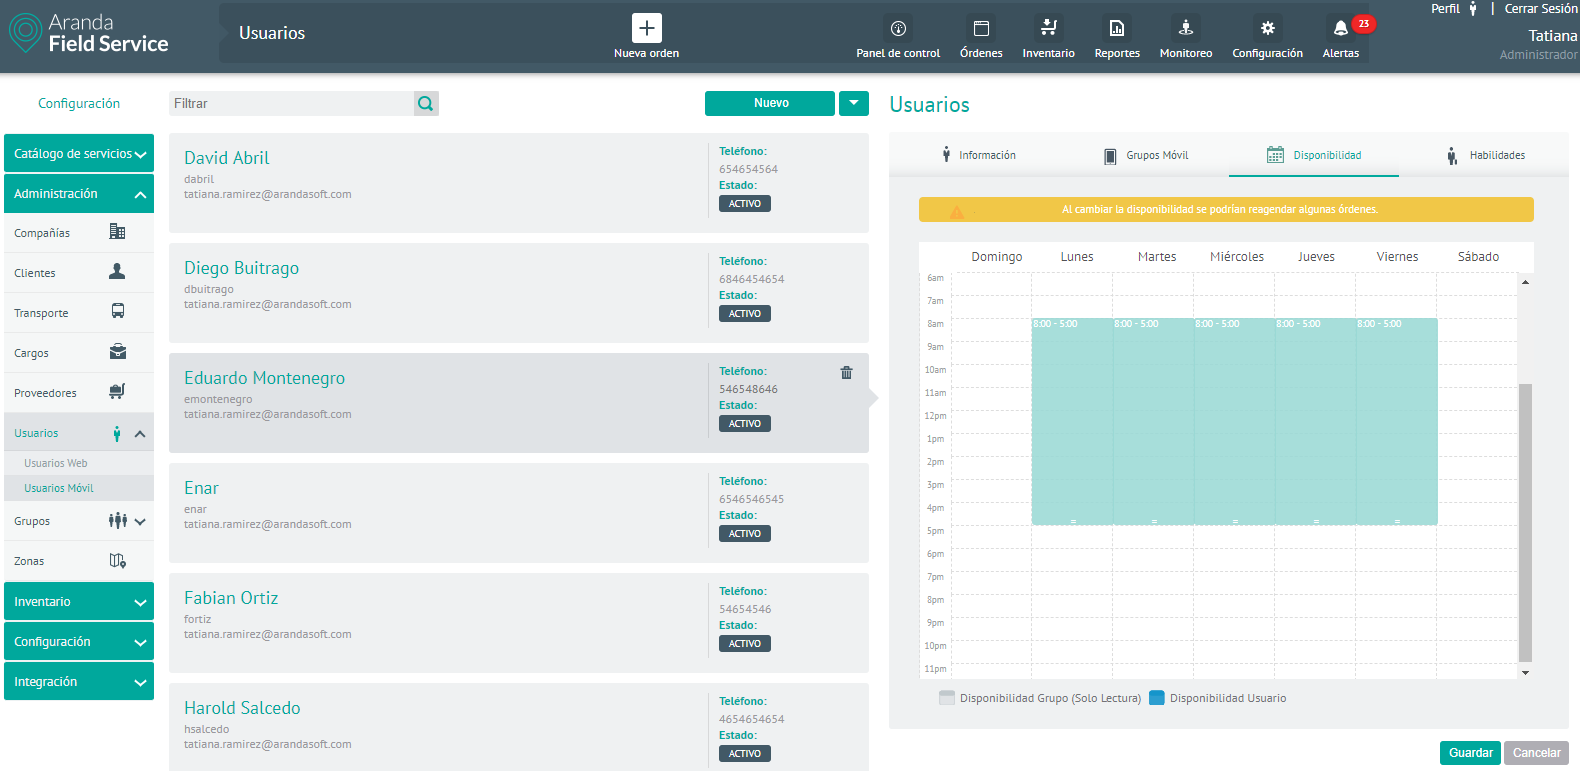 Aranda
Field Service
Usuarios
Nueva orden
Panel de control
Órdenes
Inventario
Reportes
Monitoreo
Configuración
Alertas
23
Perfil | Cerrar Sesión
Tatiana
Administrador
Configuración
Catálogo de servicios
Administración
Compañías
Clientes
Transporte
Cargos
Proveedores
Usuarios
Usuarios Web
Usuarios Móvil
Grupos
Zonas
Inventario
Configuración
Integración
Filtrar
Nuevo
David Abril
dabril
tatiana.ramirez@arandasoft.com
Teléfono:
654654564
Estado:
ACTIVO
Diego Buitrago
dbuitrago
tatiana.ramirez@arandasoft.com
Teléfono:
6846454654
Estado:
ACTIVO
Eduardo Montenegro
emontenegro
tatiana.ramirez@arandasoft.com
Teléfono:
546548646
Estado:
ACTIVO
Enar
enar
tatiana.ramirez@arandasoft.com
Teléfono:
6546546545
Estado:
ACTIVO
Fabian Ortiz
fortiz
tatiana.ramirez@arandasoft.com
Teléfono:
54654546
Estado:
ACTIVO
Harold Salcedo
hsalcedo
tatiana.ramirez@arandasoft.com
Teléfono:
4654654654
Estado:
ACTIVO
Usuarios
Información
Grupos Móvil
Disponibilidad
Habilidades
Al cambiar la disponibilidad se podrían reagendar algunas órdenes.
Domingo Lunes Martes Miércoles Jueves Viernes Sábado
6am
7am
8am 8:00 - 5:00 8:00 - 5:00 8:00 - 5:00 8:00 - 5:00 8:00 - 5:00
9am
10am
11am
12pm
1pm
2pm
3pm
4pm
5pm
6pm
7pm
8pm
9pm
10pm
11pm
Disponibilidad Grupo (Solo Lectura) Disponibilidad Usuario
Guardar Cancelar